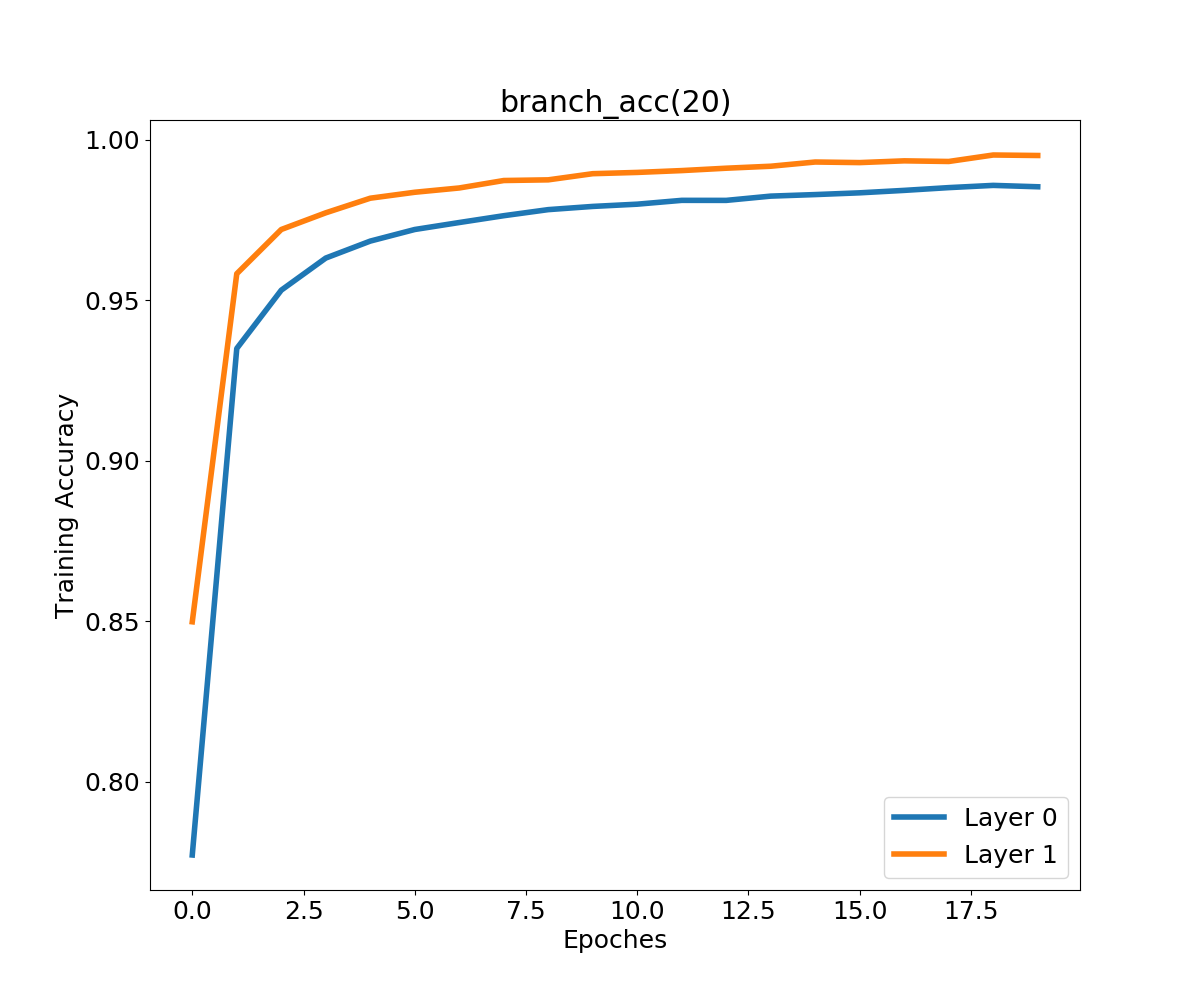 branch_acc(20)
1.00
0.95
0.90
0.85
0.80
Training Accuracy
0.0 2.5 5.0 7.5 10.0 12.5 15.0 17.5
Epoches
Layer 0
Layer 1